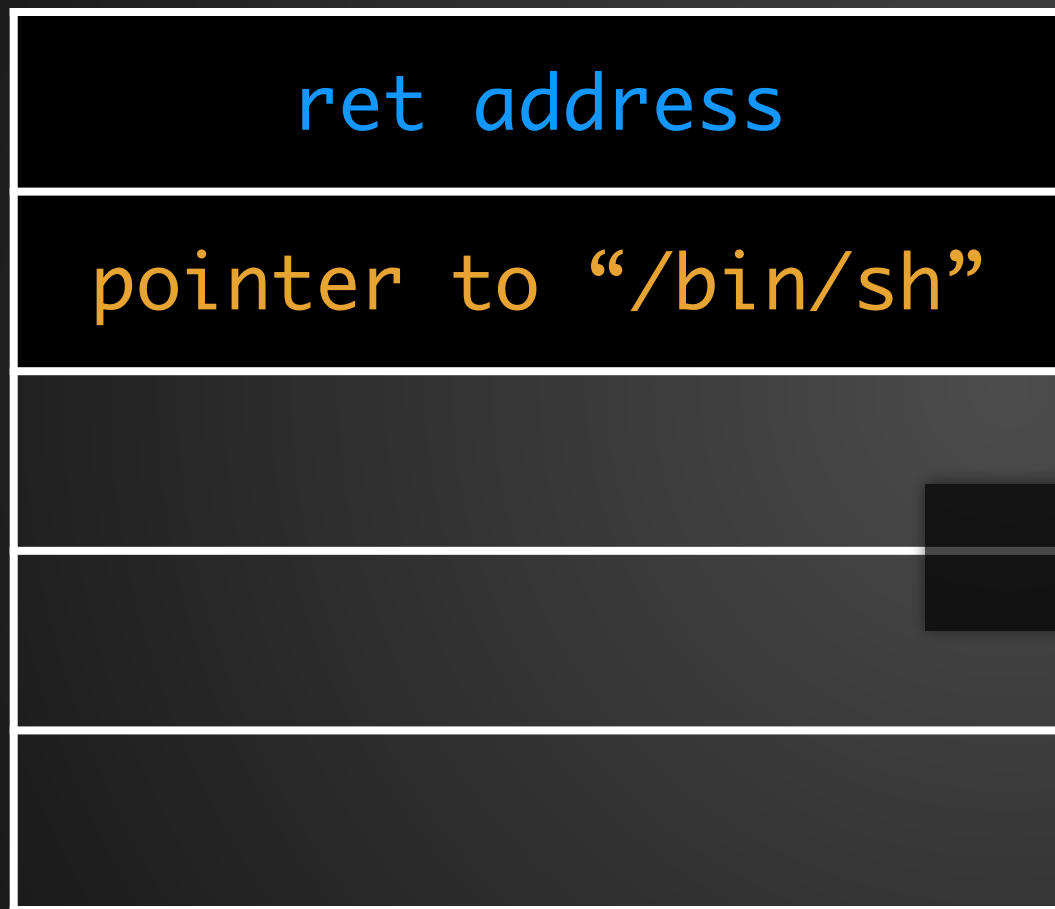 ret address
pointer to “/bin/sh”